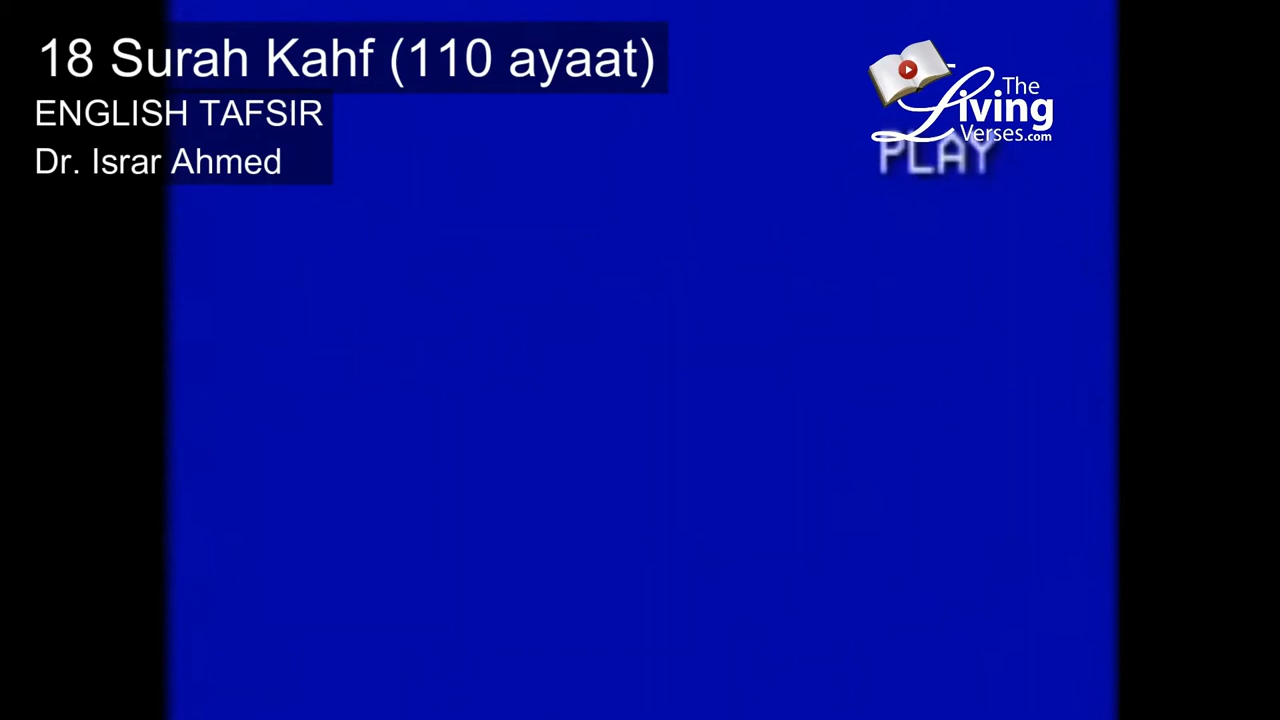 18 Surah Kahf (110 ayaat)
ENGLISH TAFSIR
Dr. Israr Ahmed
The
Living
Verses.com
PLAY